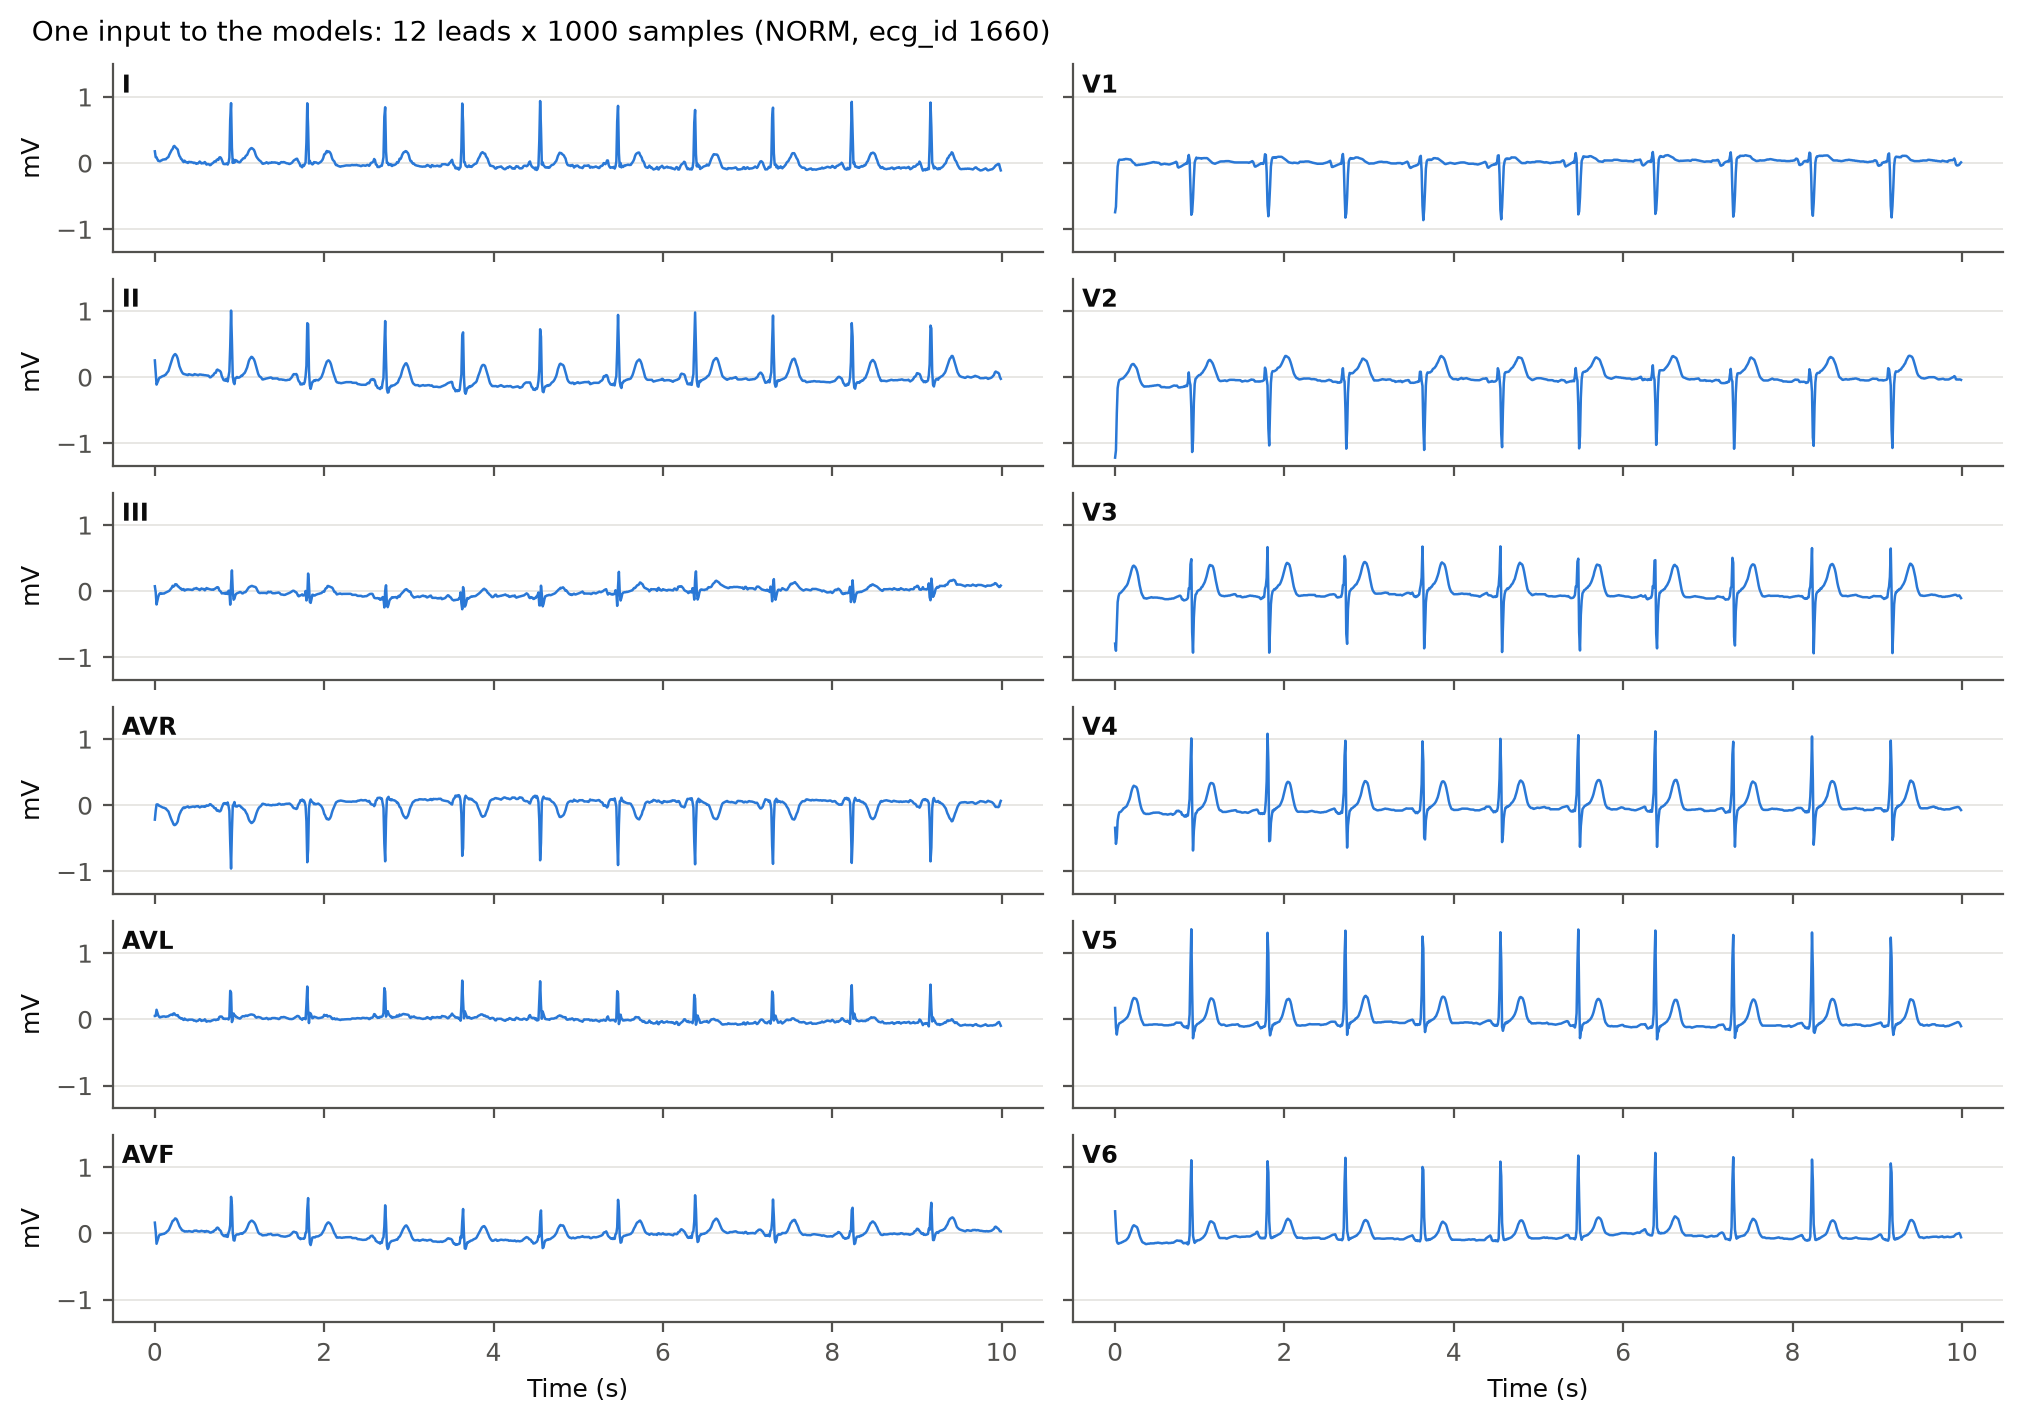 One input to the models: 12 leads x 1000 samples (NORM, ecg_id 1660)
I
1
0
−1
mV
V1
II
1
0
−1
mV
V2
III
1
0
−1
mV
V3
AVR
1
0
−1
mV
V4
AVL
1
0
−1
mV
V5
AVF
1
0
−1
mV
V6
0 2 4 6 8 10
Time (s)
0 2 4 6 8 10
Time (s)